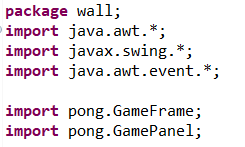 package wall;
import java.awt.*;
import javax.swing.*;
import java.awt.event.*;
import pong.GameFrame;
import pong.GamePanel;